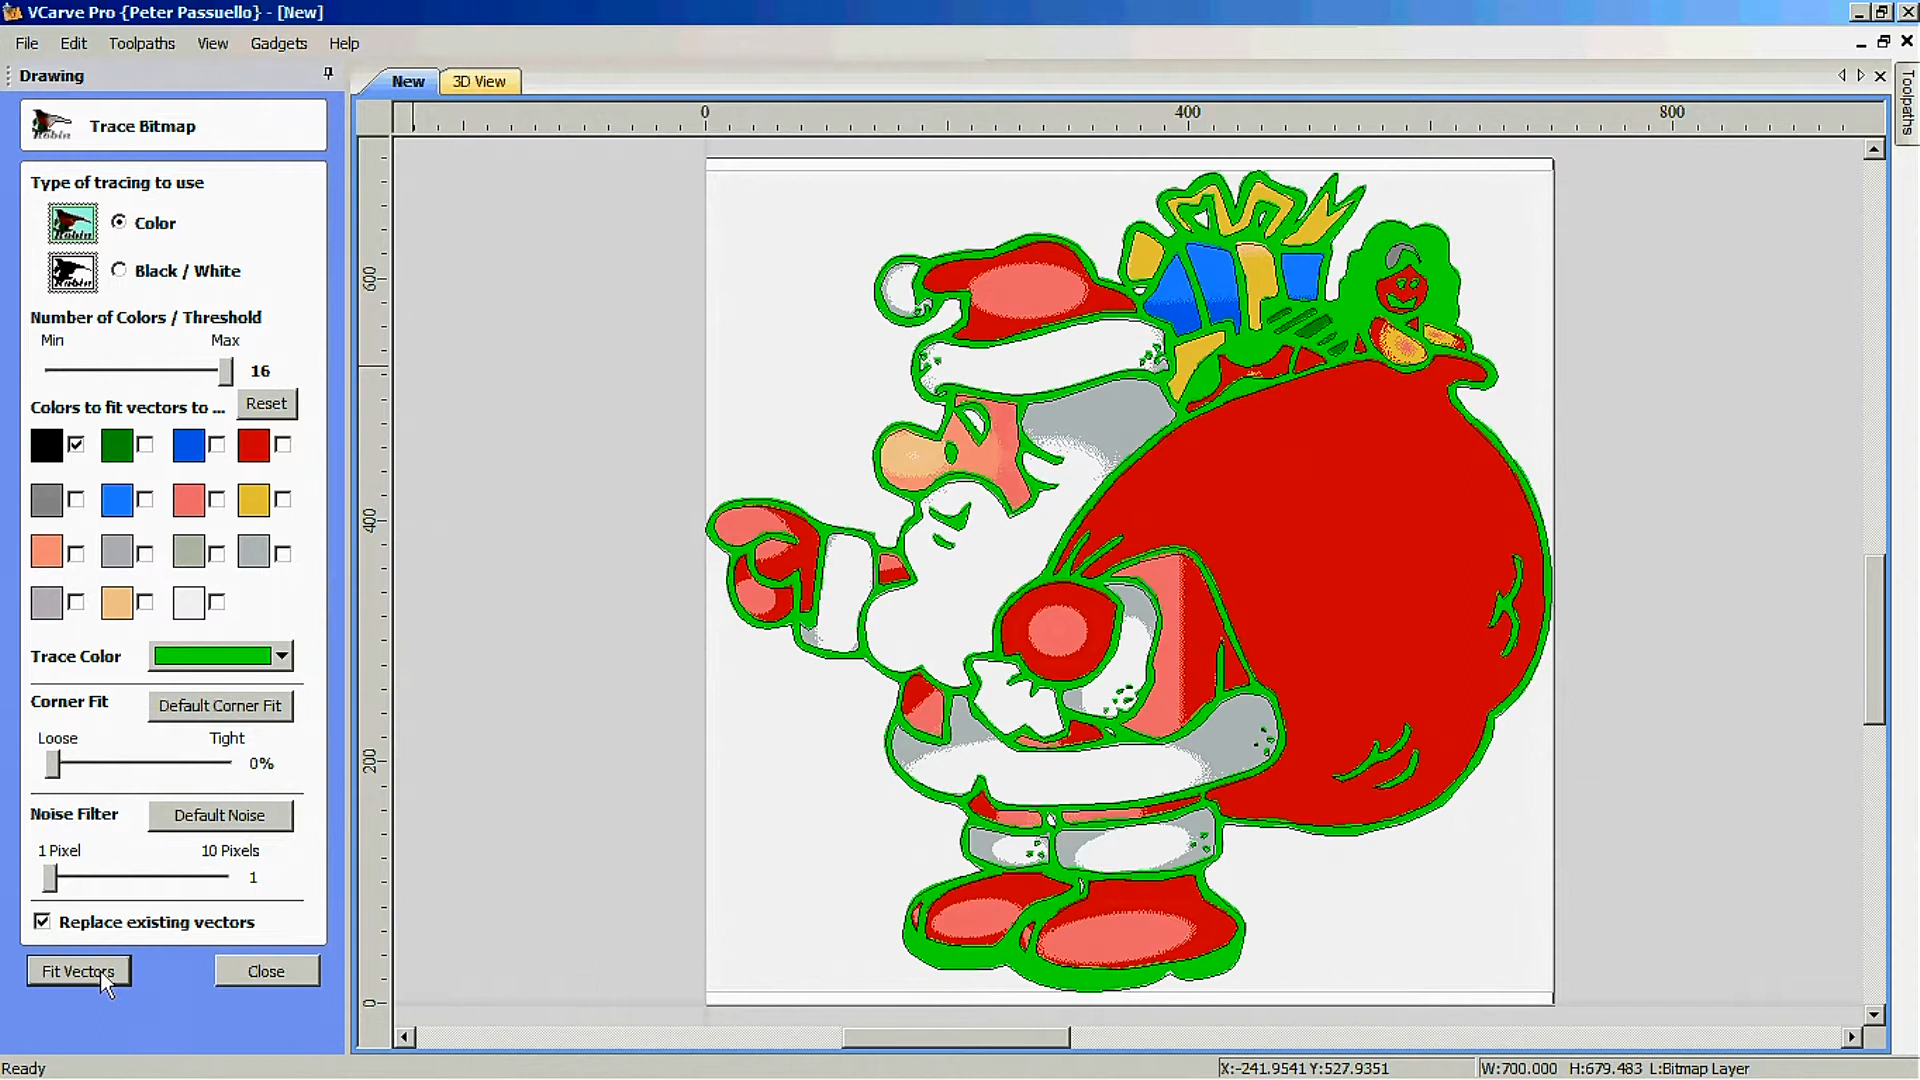 VCarve Pro {Peter Passuello} - [New]
File Edit Toolpaths View Gadgets Help
Drawing
New 3D View
Toolpaths
Trace Bitmap
Type of tracing to use
Robin Color
Robin Black / White
Number of Colors / Threshold
Min Max
16
Colors to fit vectors to ... Reset
Trace Color
Corner Fit Default Corner Fit
Loose Tight
0%
Noise Filter Default Noise
1 Pixel 10 Pixels
1
Replace existing vectors
Fit Vectors Close
0 400 800
600
400
200
0
Ready X:-241.9541 Y:527.9351 W:700.000 H:679.483 L:Bitmap Layer